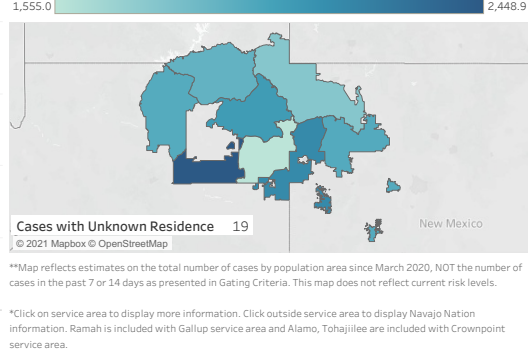 1,555.0 2,448.9
New Mexico
Cases with Unknown Residence 19
© 2021 Mapbox © OpenStreetMap
**Map reflects estimates on the total number of cases by population area since March 2020, NOT the number of
cases in the past 7 or 14 days as presented in Gating Criteria. This map does not reflect current risk levels.
*Click on service area to display more information. Click outside service area to display Navajo Nation
information. Ramah is included with Gallup service area and Alamo, Tohajiilee are included with Crownpoint
service area.